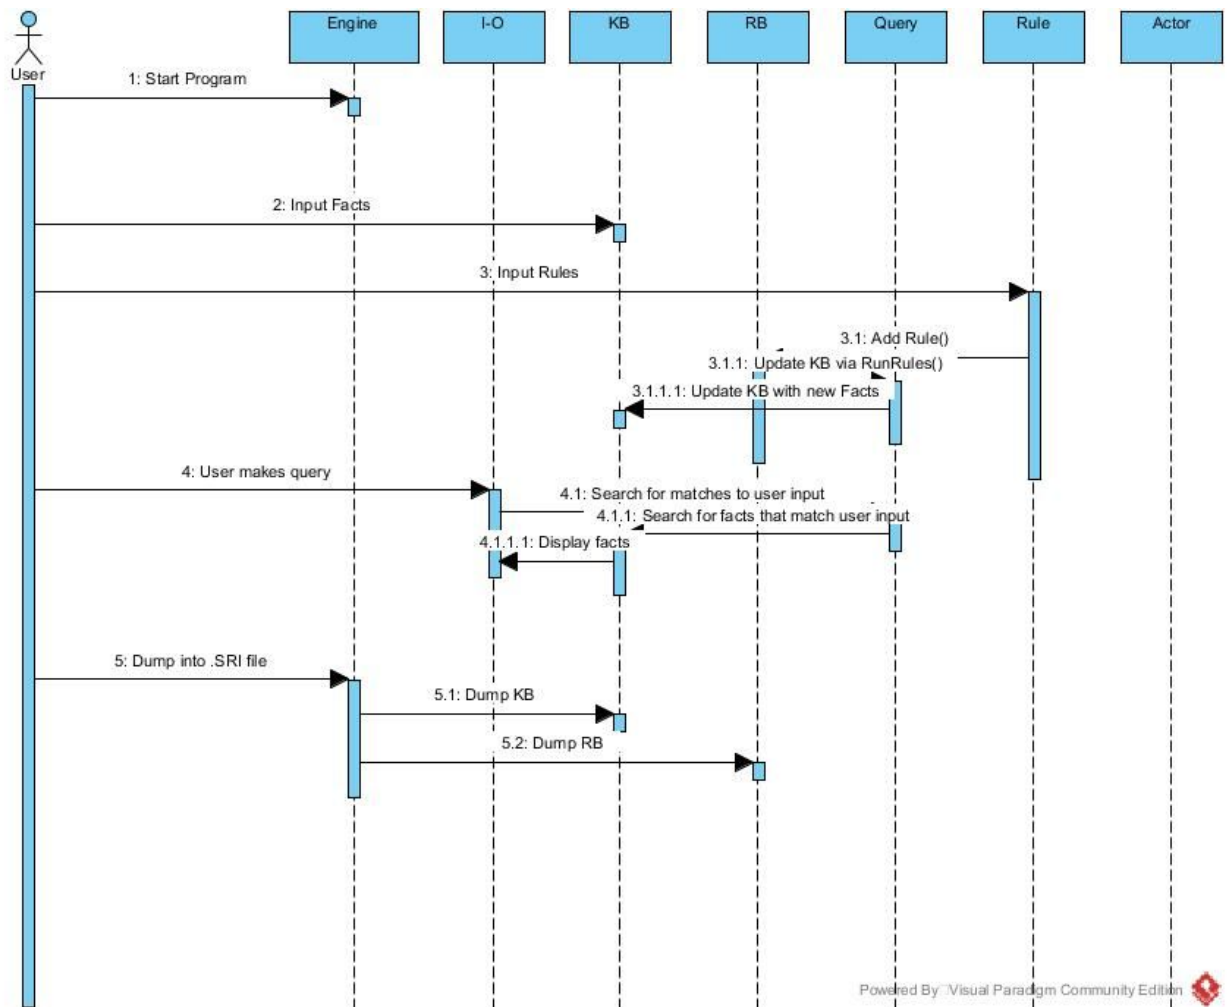 Engine
I-O
KB
RB
Query
Rule
Actor
User
1: Start Program
2: Input Facts
3: Input Rules
3.1: Add Rule()
3.1.1: Update KB via RunRules()
3.1.1.1: Update KB with new Facts
4: User makes query
4.1: Search for matches to user input
4.1.1: Search for facts that match user input
4.1.1.1: Display facts
5: Dump into .SRI file
5.1: Dump KB
5.2: Dump RB
Powered By Visual Paradigm Community Edition